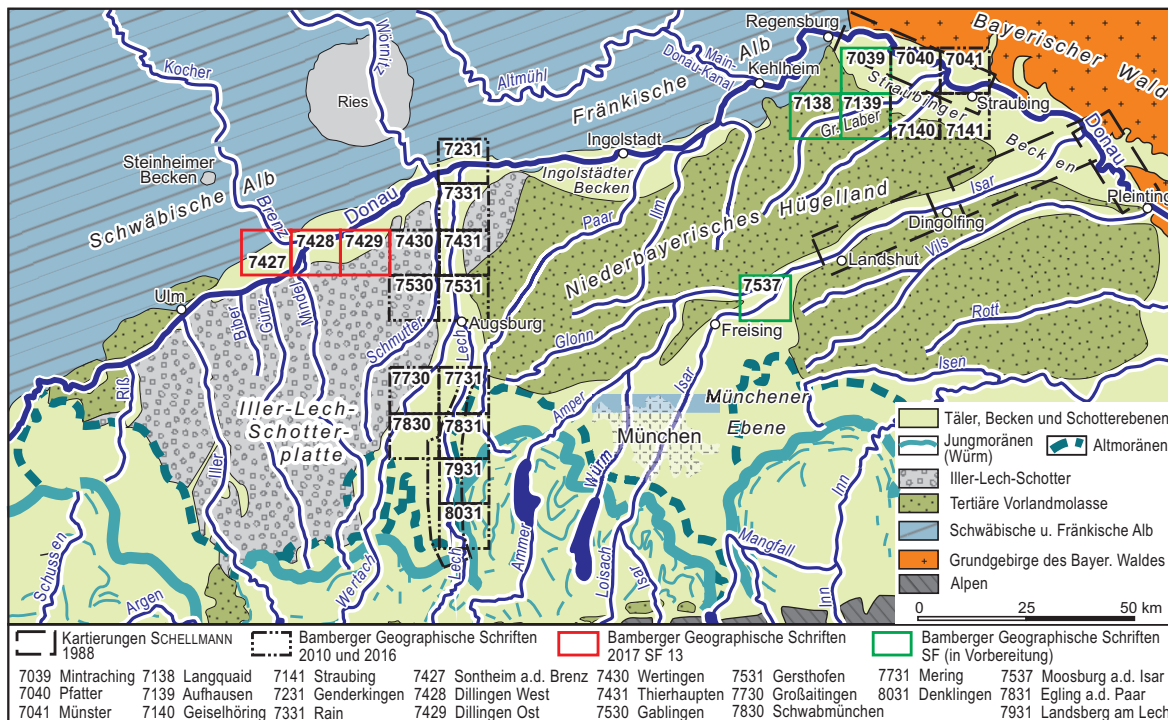 Regensburg
Bayerischer Wald
Kocher
Wörnitz
Altmühl
Main-
Donau-Kanal
Fränkische Alb
Kehlheim
7039
7040
7041
Straubinger
Becken
Straubing
Ries
7138
7139
Gr. Laber
7140
7141
Donau
Ingolstadt
Steinheimer
Becken
7231
Ingolstädter
Becken
Isar
Pleinting
Schwäbische Alb
Brenz
Donau
7331
Paar
Ilm
Niederbayerisches Hügelland
Dingolfing
7428
7429
7430
7431
7427
Landshut
Vils
7530
7531
7537
Ulm
Biber
Günz
Mindel
Schmutter
Augsburg
Lech
Glonn
Freising
Rott
Isen
Riß
7730
7731
Amper
Isar
Münchener
Ebene
Iller-Lech-
Schotter-
platte
7830
7831
München
Iller
7931
Würm
Inn
8031
Schussen
Argen
Wertach
Lech
Ammer
Loisach
Isar
Mangfall
Inn
Täler, Becken und Schotterebenen
Jungmoränen
(Würm)
Altmoränen
Iller-Lech-Schotter
Tertiäre Vorlandmolasse
Schwäbische u. Fränkische Alb
Grundgebirge des Bayer. Waldes
Alpen
0 25 50 km
Kartierungen SCHELLMANN
1988
Bamberger Geographische Schriften
2010 und 2016
Bamberger Geographische Schriften
2017 SF 13
Bamberger Geographische Schriften
SF (in Vorbereitung)
7039 Mintraching 7138 Langquaid 7141 Straubing 7427 Sontheim a.d. Brenz 7430 Wertingen 7531 Gersthofen 7731 Mering 7537 Moosburg a.d. Isar
7040 Pfatter 7139 Aufhausen 7231 Genderkingen 7428 Dillingen West 7431 Thierhaupten 7730 Großaitingen 8031 Denklingen 7831 Egling a.d. Paar
7041 Münster 7140 Geiselhöring 7331 Rain 7429 Dillingen Ost 7530 Gablingen 7830 Schwabmünchen 7931 Landsberg am Lech